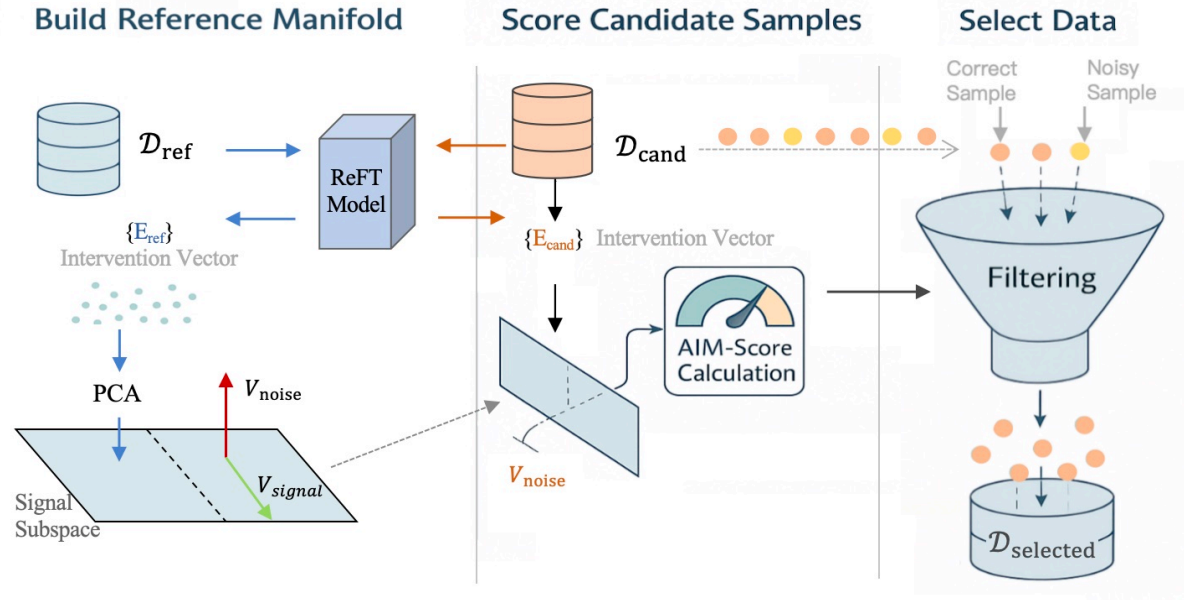 Build Reference Manifold
Score Candidate Samples
Select Data
𝒟ref
ReFT
Model
{Eref}
Intervention Vector
PCA
Vnoise
Vsignal
Signal
Subspace
𝒟cand
{Ecand} Intervention Vector
AIM-Score
Calculation
Vnoise
Correct
Sample
Noisy
Sample
Filtering
𝒟selected